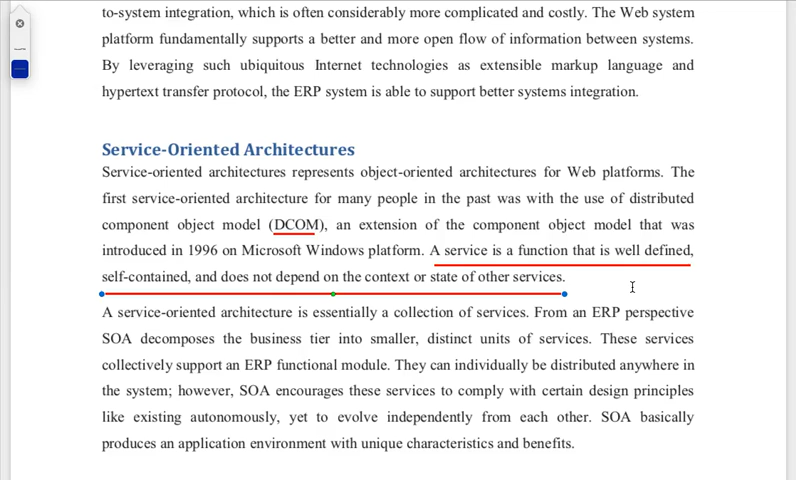 to-system integration, which is often considerably more complicated and costly. The Web system
platform fundamentally supports a better and more open flow of information between systems.
By leveraging such ubiquitous Internet technologies as extensible markup language and
hypertext transfer protocol, the ERP system is able to support better systems integration.
Service-Oriented Architectures
Service-oriented architectures represents object-oriented architectures for Web platforms. The
first service-oriented architecture for many people in the past was with the use of distributed
component object model (DCOM), an extension of the component object model that was
introduced in 1996 on Microsoft Windows platform. A service is a function that is well defined,
self-contained, and does not depend on the context or state of other services.
A service-oriented architecture is essentially a collection of services. From an ERP perspective
SOA decomposes the business tier into smaller, distinct units of services. These services
collectively support an ERP functional module. They can individually be distributed anywhere in
the system; however, SOA encourages these services to comply with certain design principles
like existing autonomously, yet to evolve independently from each other. SOA basically
produces an application environment with unique characteristics and benefits.